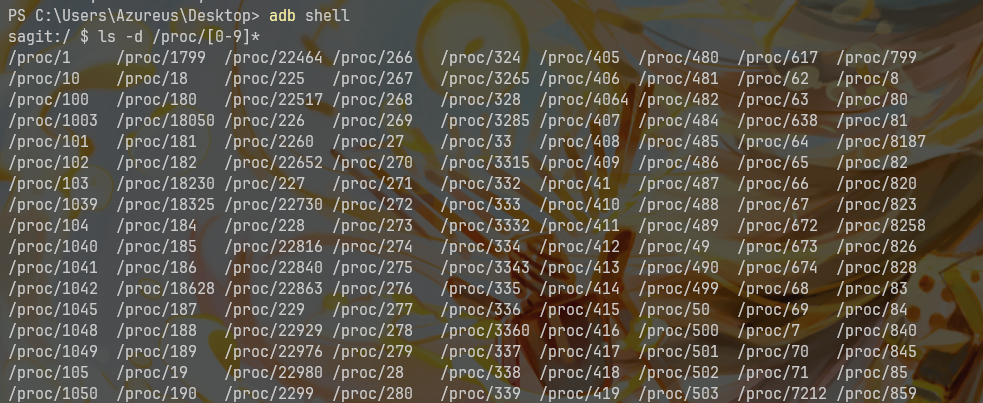 PS C:\Users\Azureus\Desktop> adb shell
sagit:/ $ ls -d /proc/[0-9]*
/proc/1 /proc/1799 /proc/22464 /proc/266 /proc/324 /proc/405 /proc/480 /proc/617 /proc/799
/proc/10 /proc/18 /proc/225 /proc/267 /proc/3265 /proc/406 /proc/481 /proc/62 /proc/8
/proc/100 /proc/180 /proc/22517 /proc/268 /proc/328 /proc/4064 /proc/482 /proc/63 /proc/80
/proc/1003 /proc/18050 /proc/226 /proc/269 /proc/3285 /proc/407 /proc/484 /proc/638 /proc/81
/proc/101 /proc/181 /proc/2260 /proc/27 /proc/33 /proc/408 /proc/485 /proc/64 /proc/8187
/proc/102 /proc/182 /proc/22652 /proc/270 /proc/3315 /proc/409 /proc/486 /proc/65 /proc/82
/proc/103 /proc/18230 /proc/227 /proc/271 /proc/332 /proc/41 /proc/487 /proc/66 /proc/820
/proc/1039 /proc/18325 /proc/22730 /proc/272 /proc/333 /proc/410 /proc/488 /proc/67 /proc/823
/proc/104 /proc/184 /proc/228 /proc/273 /proc/3332 /proc/411 /proc/489 /proc/672 /proc/8258
/proc/1040 /proc/185 /proc/22816 /proc/274 /proc/334 /proc/412 /proc/49 /proc/673 /proc/826
/proc/1041 /proc/186 /proc/22840 /proc/275 /proc/3343 /proc/413 /proc/490 /proc/674 /proc/828
/proc/1042 /proc/18628 /proc/22863 /proc/276 /proc/335 /proc/414 /proc/499 /proc/68 /proc/83
/proc/1045 /proc/187 /proc/229 /proc/277 /proc/336 /proc/415 /proc/50 /proc/69 /proc/84
/proc/1048 /proc/188 /proc/22929 /proc/278 /proc/3360 /proc/416 /proc/500 /proc/7 /proc/840
/proc/1049 /proc/189 /proc/22976 /proc/279 /proc/337 /proc/417 /proc/501 /proc/70 /proc/845
/proc/105 /proc/19 /proc/22980 /proc/28 /proc/338 /proc/418 /proc/502 /proc/71 /proc/85
/proc/1050 /proc/190 /proc/2299 /proc/280 /proc/339 /proc/419 /proc/503 /proc/7212 /proc/859